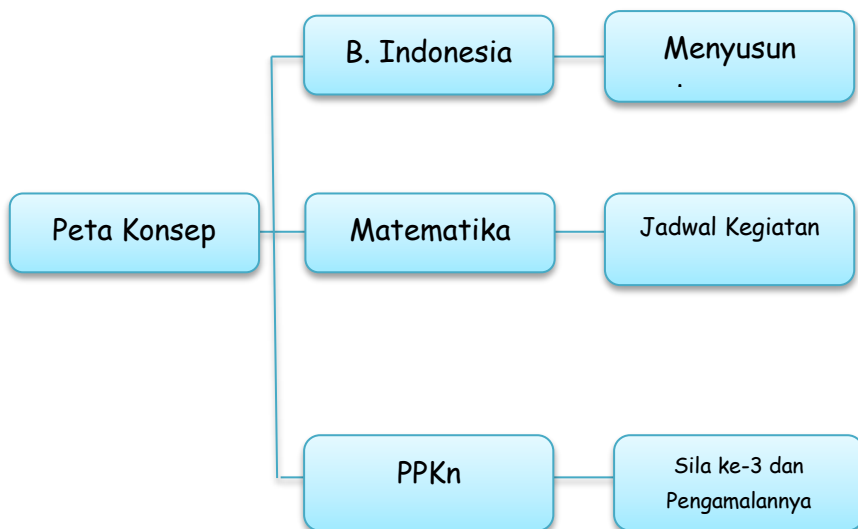 B. Indonesia
Menyusun
Peta Konsep
Matematika
Jadwal Kegiatan
PPKn
Sila ke-3 dan
Pengamalannya